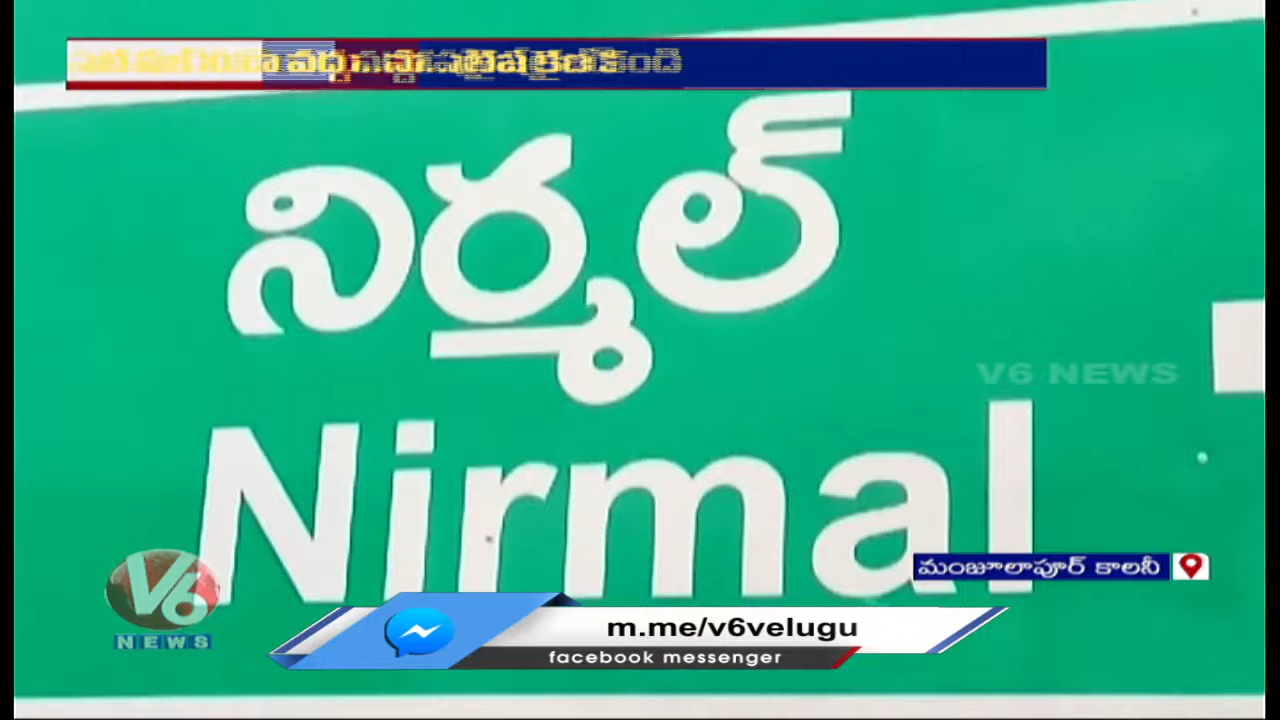 నిర్మల్
Nirmal
V6 NEWS
మంజులాపూర్ కాలనీ
V6
NEWS
m.me/v6velugu
facebook messenger